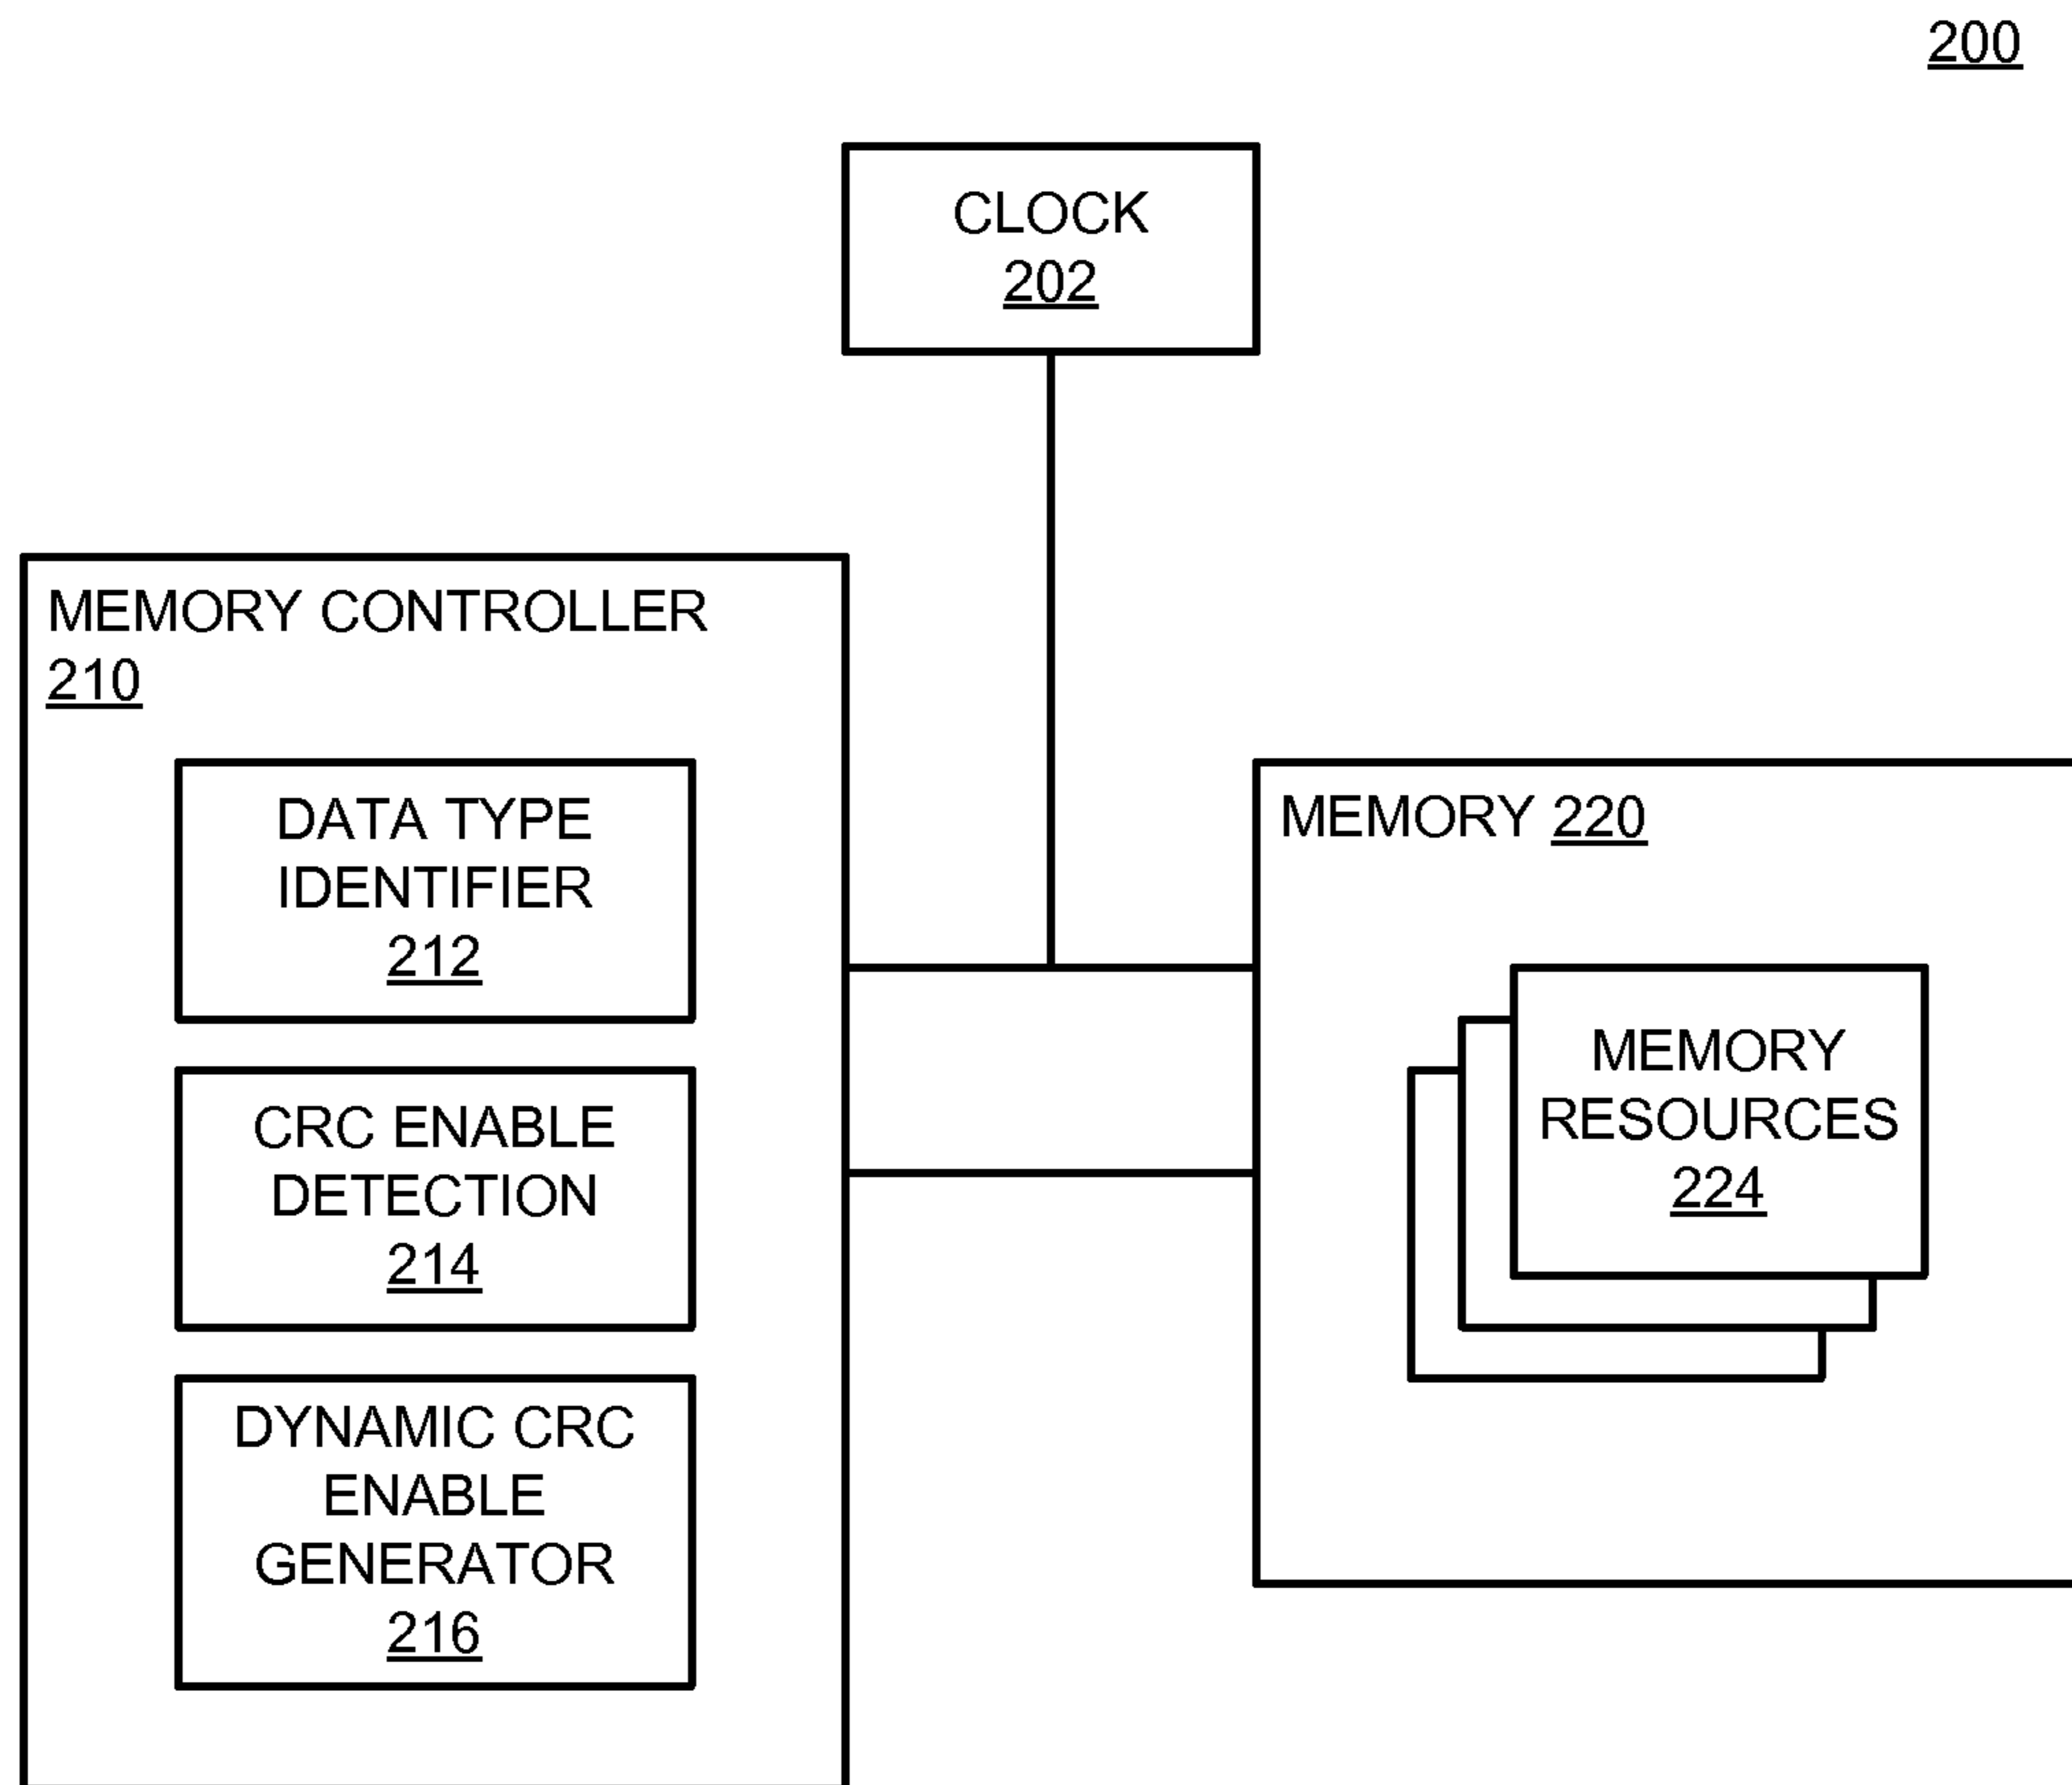 200
CLOCK
202
MEMORY CONTROLLER
210
DATA TYPE
IDENTIFIER
212
CRC ENABLE
DETECTION
214
DYNAMIC CRC
ENABLE
GENERATOR
216
MEMORY 220
MEMORY
RESOURCES
224